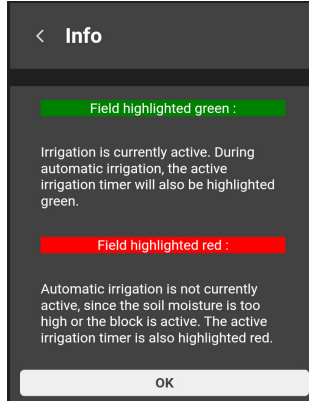 Info
Field highlighted green :
Irrigation is currently active. During
automatic irrigation, the active
irrigation timer will also be highlighted
green.
Field highlighted red :
Automatic irrigation is not currently
active, since the soil moisture is too
high or the block is active. The active
irrigation timer is also highlighted red.
OK